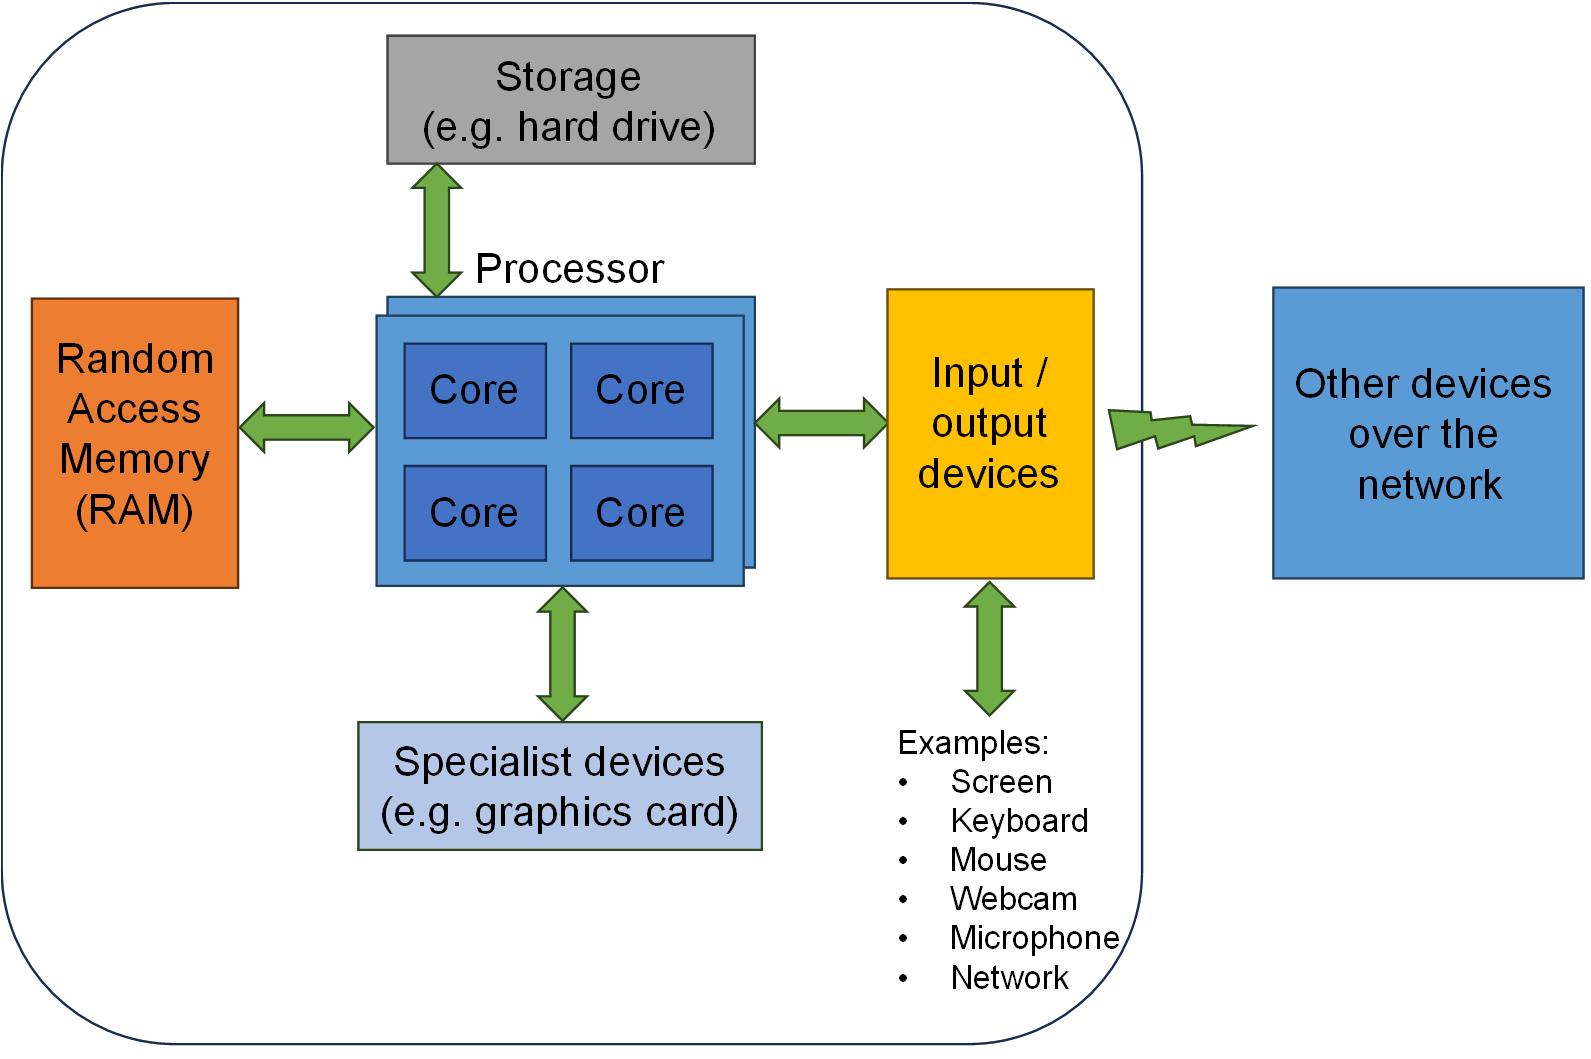 Storage
(e.g. hard drive)
Processor
Random
Access
Memory
(RAM)
Core
Core
Core
Core
Input /
output
devices
Other devices
over the
network
Specialist devices
(e.g. graphics card)
Examples:
• Screen
• Keyboard
• Mouse
• Webcam
• Microphone
• Network